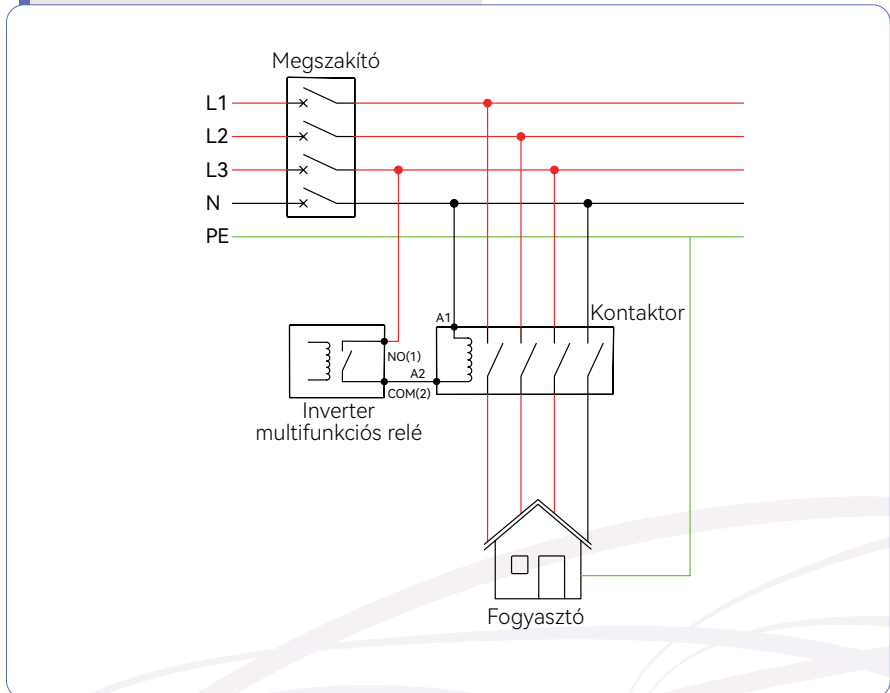 Megszakító
L1
L2
L3
N
PE
Kontaktor
A1
NO(1)
A2
COM(2)
Inverter
multifunkciós relé
Fogyasztó